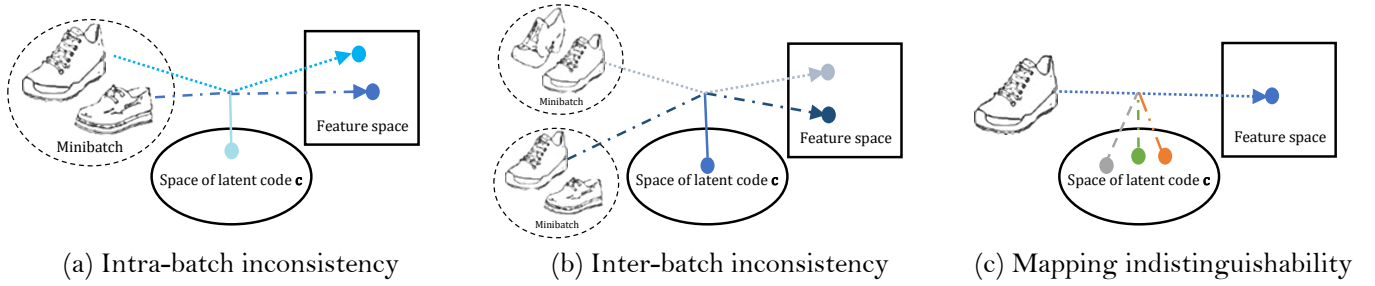 Minibatch
Feature space
Space of latent code c
(a) Intra-batch inconsistency
Minibatch
Minibatch
Feature space
Space of latent code c
(b) Inter-batch inconsistency
Feature space
Space of latent code c
(c) Mapping indistinguishability